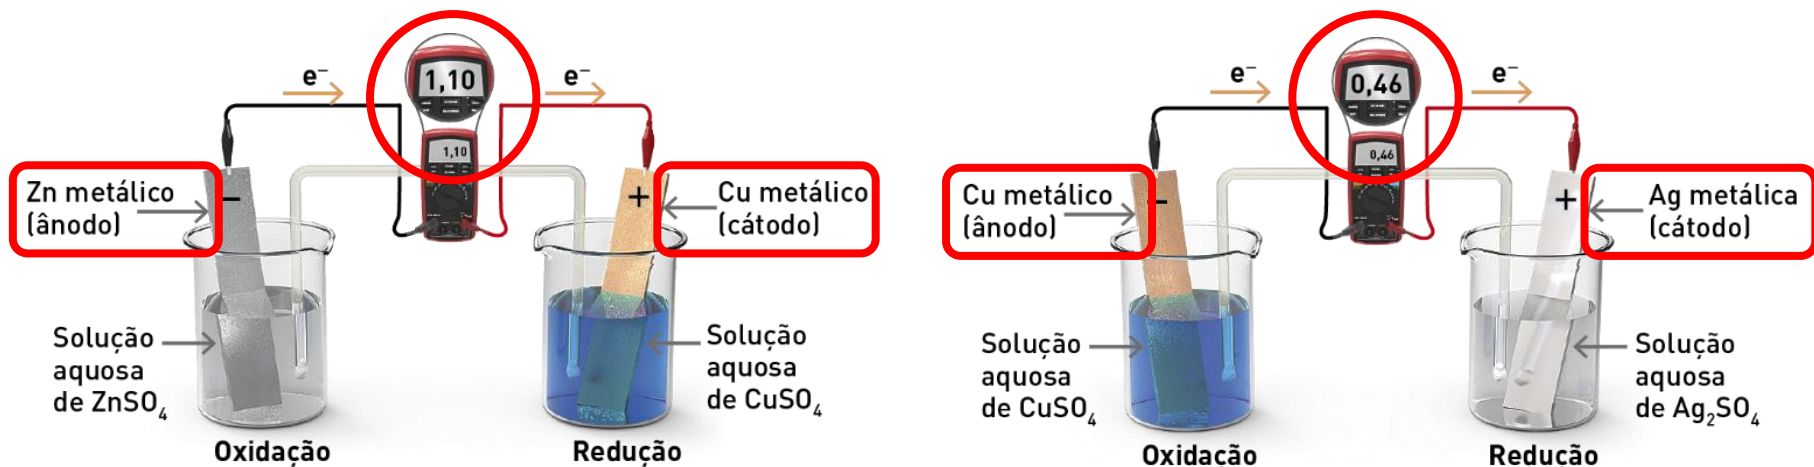 e⁻
1,10
e⁻
1,10
Zn metálico
(ânodo)
−
+
Cu metálico
(cátodo)
Solução
aquosa
de ZnSO₄
Solução
aquosa
de CuSO₄
Oxidação
Redução
e⁻
0,46
e⁻
0,46
Cu metálico
(ânodo)
-
+
Ag metálica
(cátodo)
Solução
aquosa
de CuSO₄
Solução
aquosa
de Ag₂SO₄
Oxidação
Redução